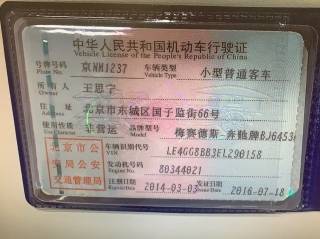 中华人民共和国机动车行驶证
Vehicle License of the People's Republic of China
号牌号码 京NM1237 车辆类型 小型普通客车
Plate No. Vehicle Type
所有人 王思宇
Owner
住址 北京市东城区国子监街66号
Address
使用性质 非营运 品牌型号 梅赛德斯-奔驰牌BJ6453
北京市公 车辆识别代号 LE4GG8BB3EL290158
VIN
安局公安 发动机号码 80344021
Engine No.
交通管理局 注册日期 2014-03-03 发证日期 2016-07-18
Register Date Issue Date